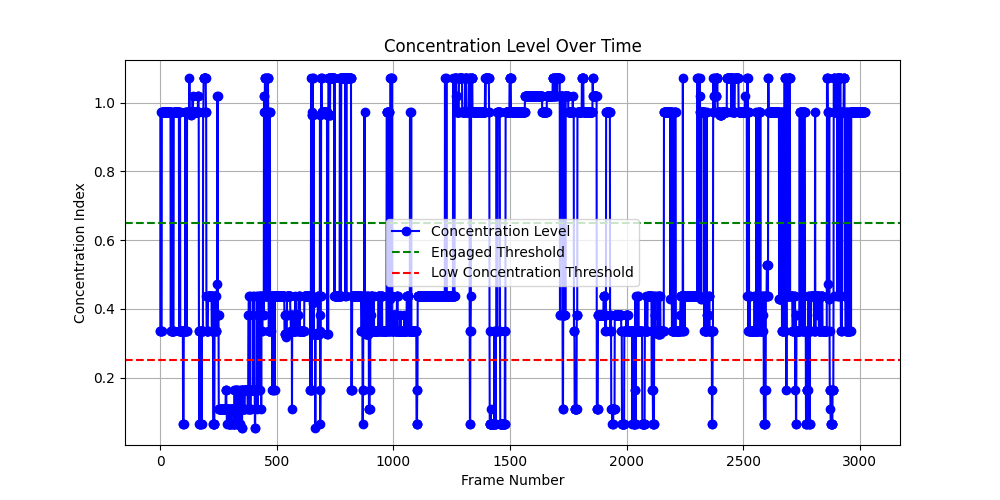 Concentration Level Over Time
Concentration Index
1.0
0.8
0.6
0.4
0.2
Concentration Level
Engaged Threshold
Low Concentration Threshold
0
500
1000
1500
2000
2500
3000
Frame Number